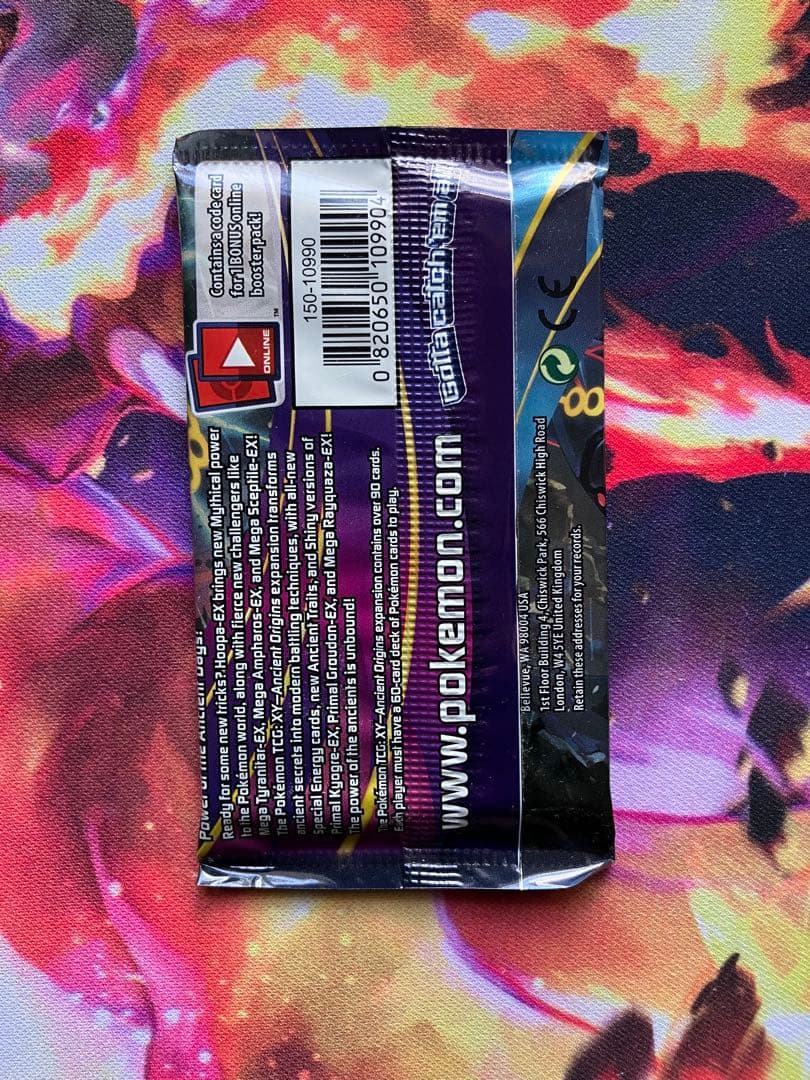 Power of the Ancient Days!
Ready for some new tricks? Hoopa-EX brings new Mythical power
to the Pokémon world, along with fierce new challengers like
Mega Tyranitar-EX, Mega Ampharos-EX, and Mega Sceptile-EX!
The Pokémon TCG: XY—Ancient Origins expansion transforms
ancient secrets into modern battling techniques, with all-new
Special Energy cards, new Ancient Traits, and Shiny versions of
Primal Kyogre-EX, Primal Groudon-EX, and Mega Rayquaza-EX!
The power of the ancients is unbound!
The Pokémon TCG: XY—Ancient Origins expansion contains over 90 cards.
Each player must have a 60-card deck of Pokémon cards to play.
www.pokemon.com
Contains a code card
for 1 BONUS online
booster pack!
ONLINE
TM
150-10990
0 820650 109904
Gotta catch 'em all
CE
Bellevue, WA 98004 USA
1st Floor Building 4, Chiswick Park, 566 Chiswick High Road
London, W4 5YE United Kingdom
Retain these addresses for your records.